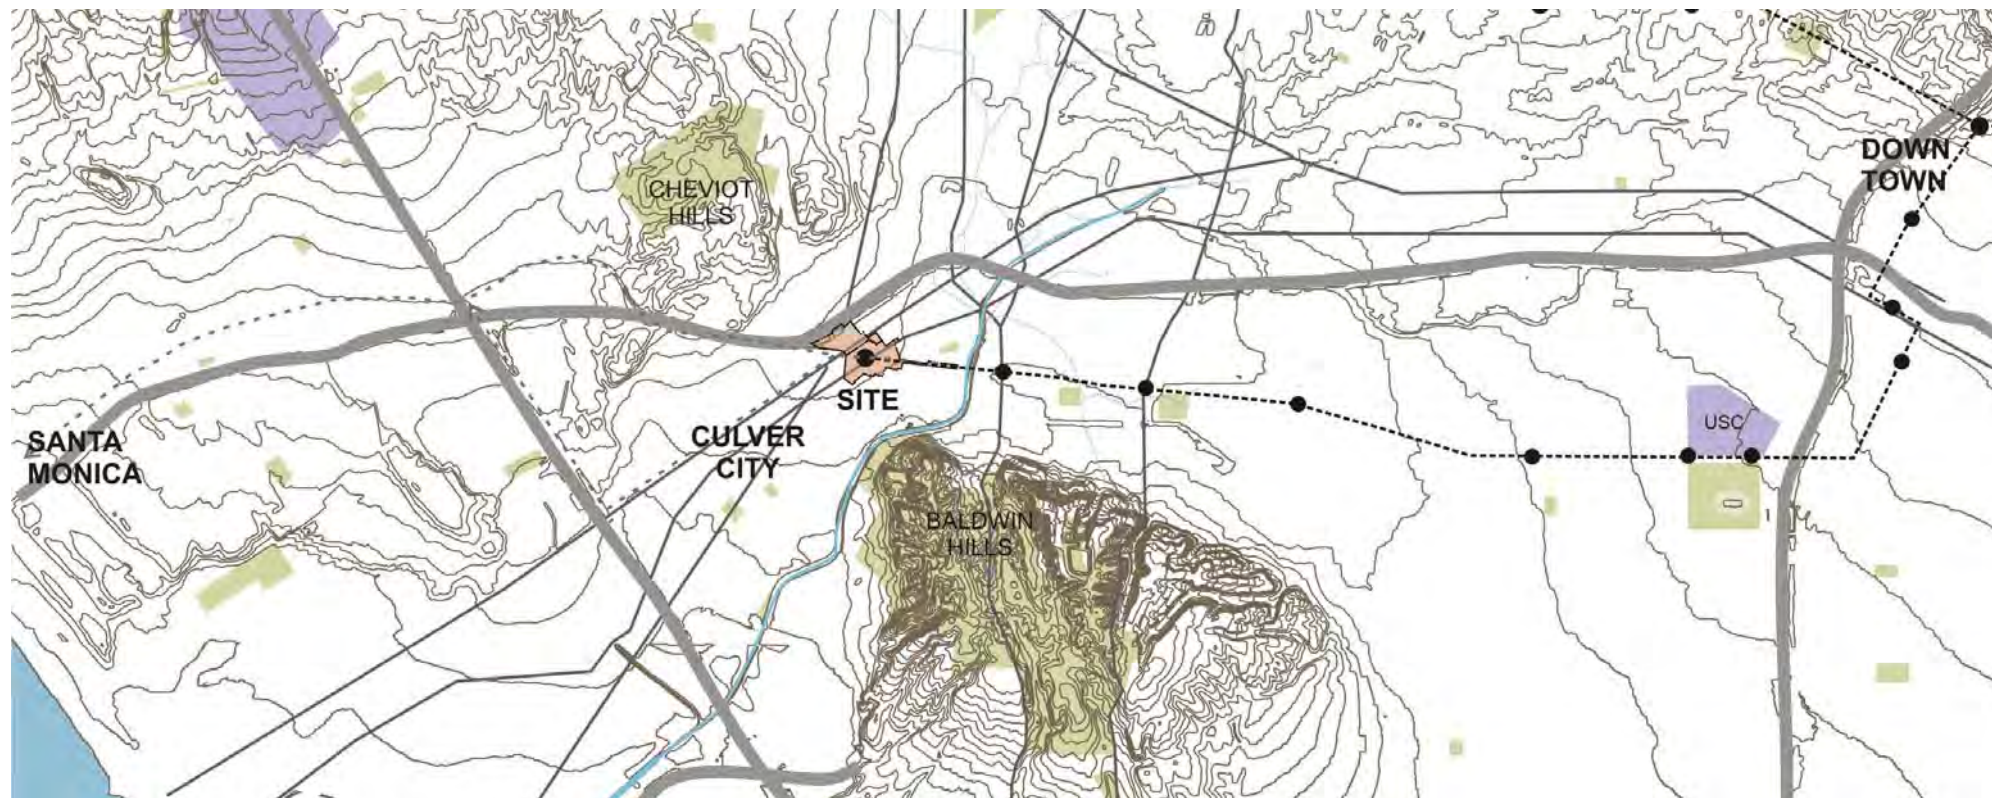 DOWN
TOWN
CHEVIOT
HILLS
SITE
SANTA
MONICA
CULVER
CITY
USC
BALDWIN
HILLS